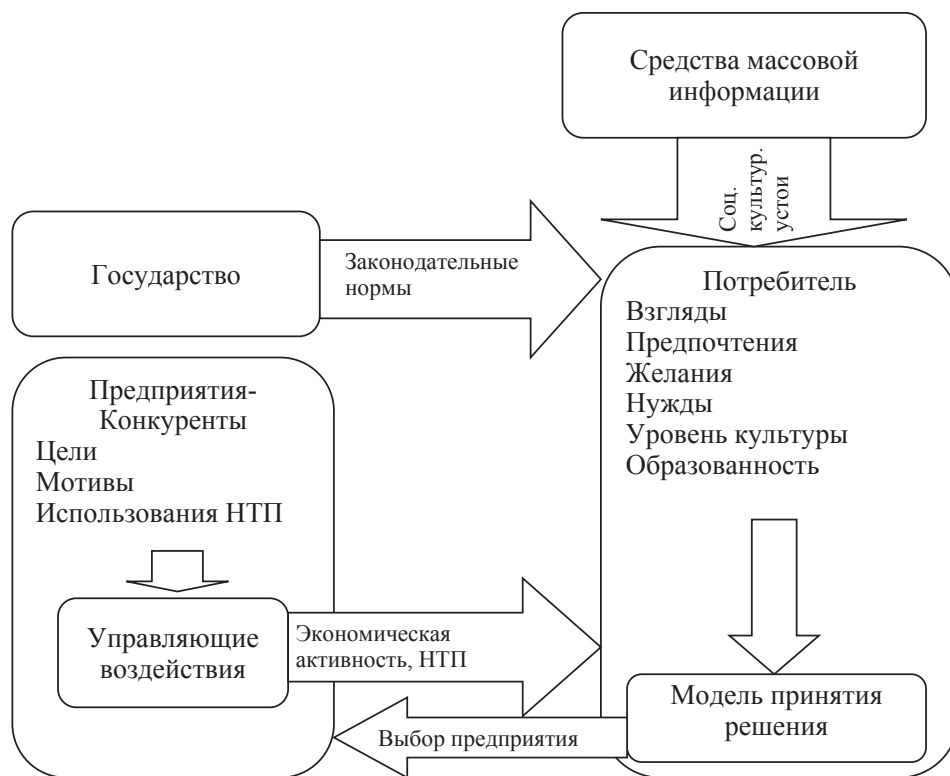 Средства массовой
информации
Соц.
культур.
устои
Государство
Законодательные
нормы
Потребитель
Взгляды
Предпочтения
Желания
Нужды
Уровень культуры
Образованность
Предприятия-
Конкуренты
Цели
Мотивы
Использования НТП
Управляющие
воздействия
Экономическая
активность, НТП
Модель принятия
решения
Выбор предприятия